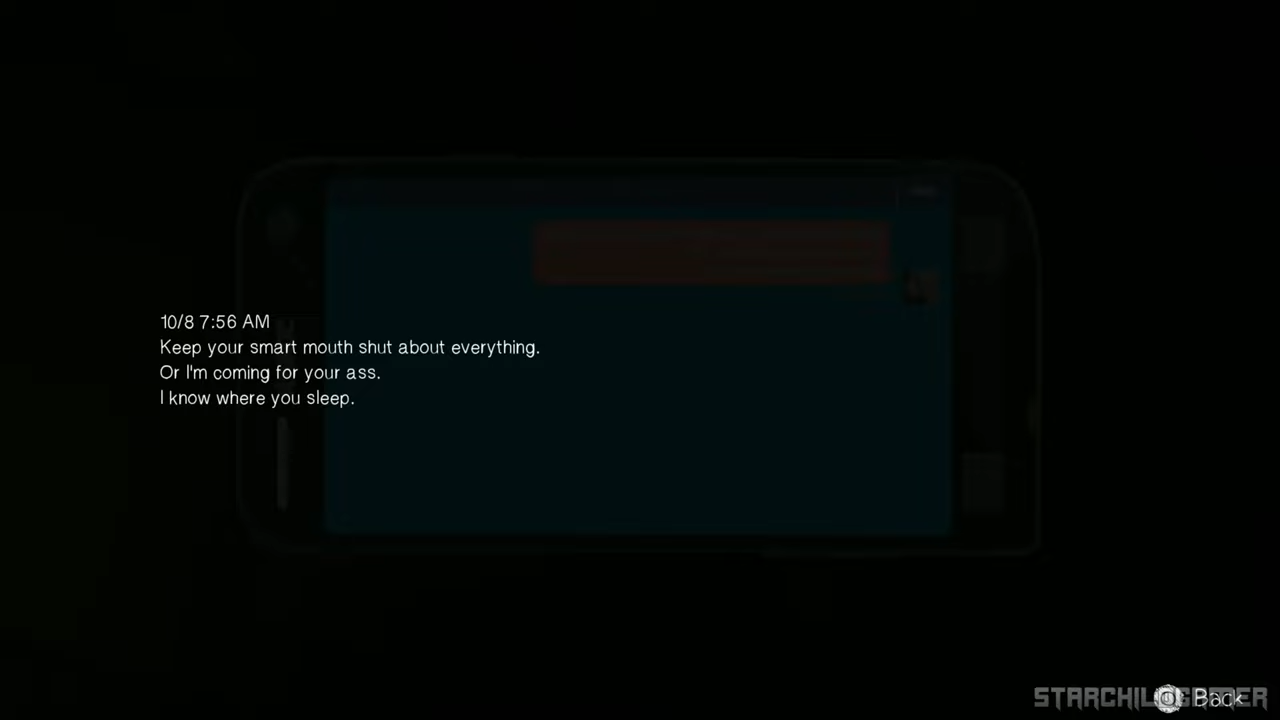 10/8 7:56 AM
Keep your smart mouth shut about everything.
Or I'm coming for your ass.
I know where you sleep.
STARCHILDGAMER
Back